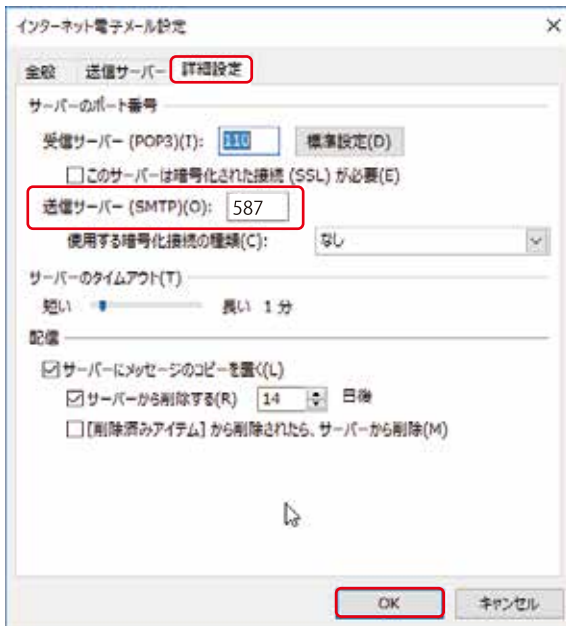 インターネット電子メール設定
全般 送信サーバー 詳細設定
サーバーのポート番号
受信サーバー (POP3)(I): 110 標準設定(D)
このサーバーは暗号化された接続 (SSL) が必要(E)
送信サーバー (SMTP)(O): 587
使用する暗号化接続の種類(C): なし
サーバーのタイムアウト(T)
短い 長い 1 分
配信
サーバーにメッセージのコピーを置く(L)
サーバーから削除する(R) 14 日後
[削除済みアイテム] から削除されたら、サーバーから削除(M)
OK キャンセル